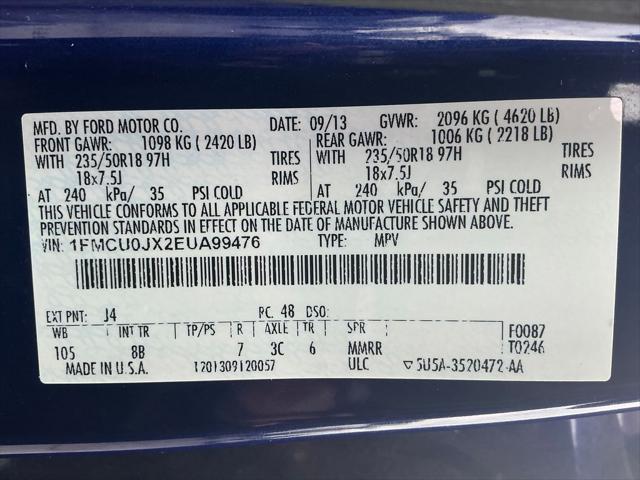 MFD. BY FORD MOTOR CO. DATE: 09/13 GVWR: 2096 KG ( 4620 LB)
FRONT GAWR: 1098 KG ( 2420 LB) REAR GAWR: 1006 KG ( 2218 LB)
WITH 235/50R18 97H TIRES WITH 235/50R18 97H TIRES
18x7.5J RIMS 18x7.5J RIMS
AT 240 kPa/ 35 PSI COLD AT 240 kPa/ 35 PSI COLD
THIS VEHICLE CONFORMS TO ALL APPLICABLE FEDERAL MOTOR VEHICLE SAFETY AND THEFT
PREVENTION STANDARDS IN EFFECT ON THE DATE OF MANUFACTURE SHOWN ABOVE.
VIN: 1FMCU0JX2EUA99476 TYPE: MPV
EXT PNT: J4 RC: 48 DSO:
WB INT TR TP/PS R AXLE TR SPR F0087
105 8B 7 3C 6 MMRR T0246
MADE IN U.S.A. 1201309120057 ULC ▽5U5A-3520472-AA